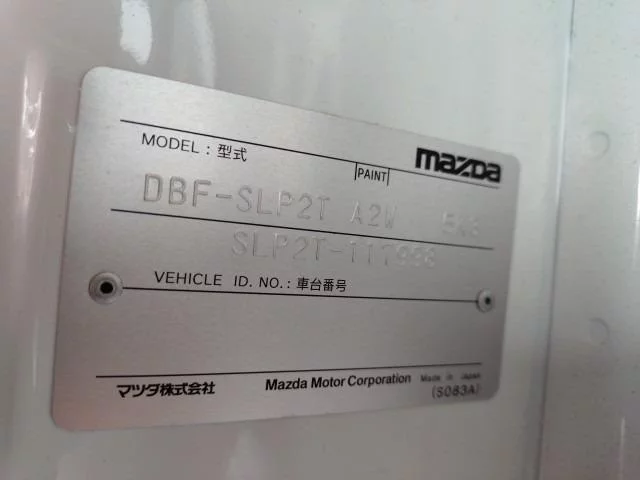 mazda
MODEL : 型式
PAINT
DBF-SLP2T A2W
VEHICLE ID. NO. : 車台番号
マツダ株式会社 Mazda Motor Corporation Made in Japan
(S083A)